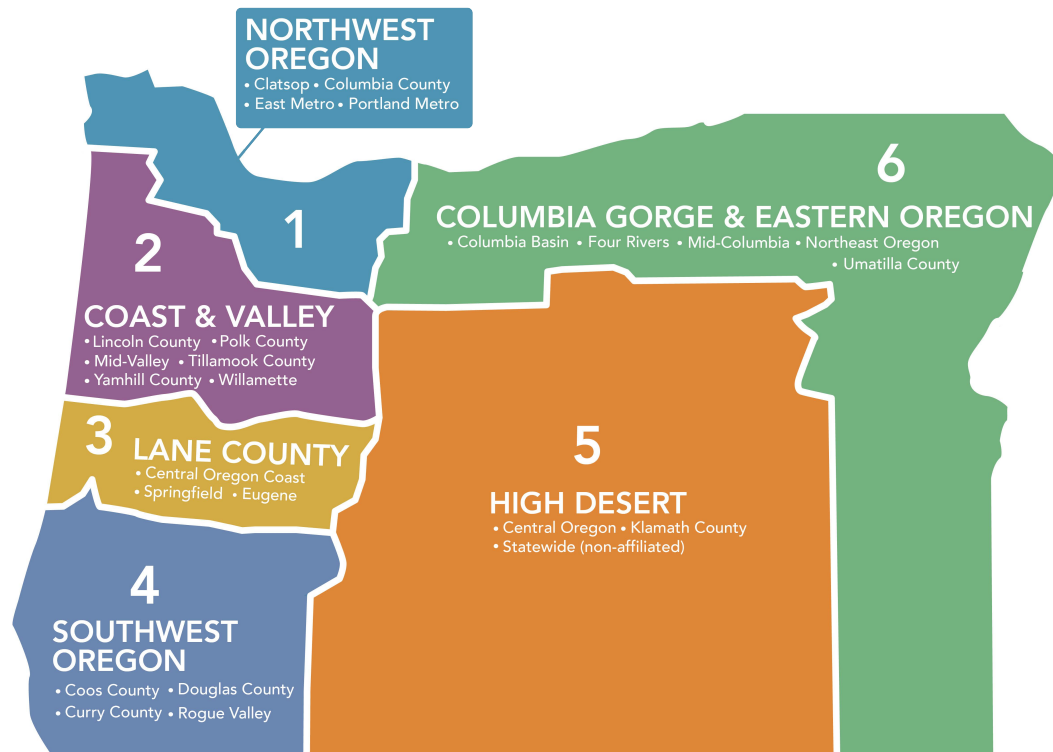 NORTHWEST
OREGON
• Clatsop • Columbia County
• East Metro • Portland Metro
1
2
COAST & VALLEY
• Lincoln County • Polk County
• Mid-Valley • Tillamook County
• Yamhill County • Willamette
3
LANE COUNTY
• Central Oregon Coast
• Springfield • Eugene
4
SOUTHWEST
OREGON
• Coos County • Douglas County
• Curry County • Rogue Valley
5
HIGH DESERT
• Central Oregon • Klamath County
• Statewide (non-affiliated)
6
COLUMBIA GORGE & EASTERN OREGON
• Columbia Basin • Four Rivers • Mid-Columbia • Northeast Oregon
• Umatilla County